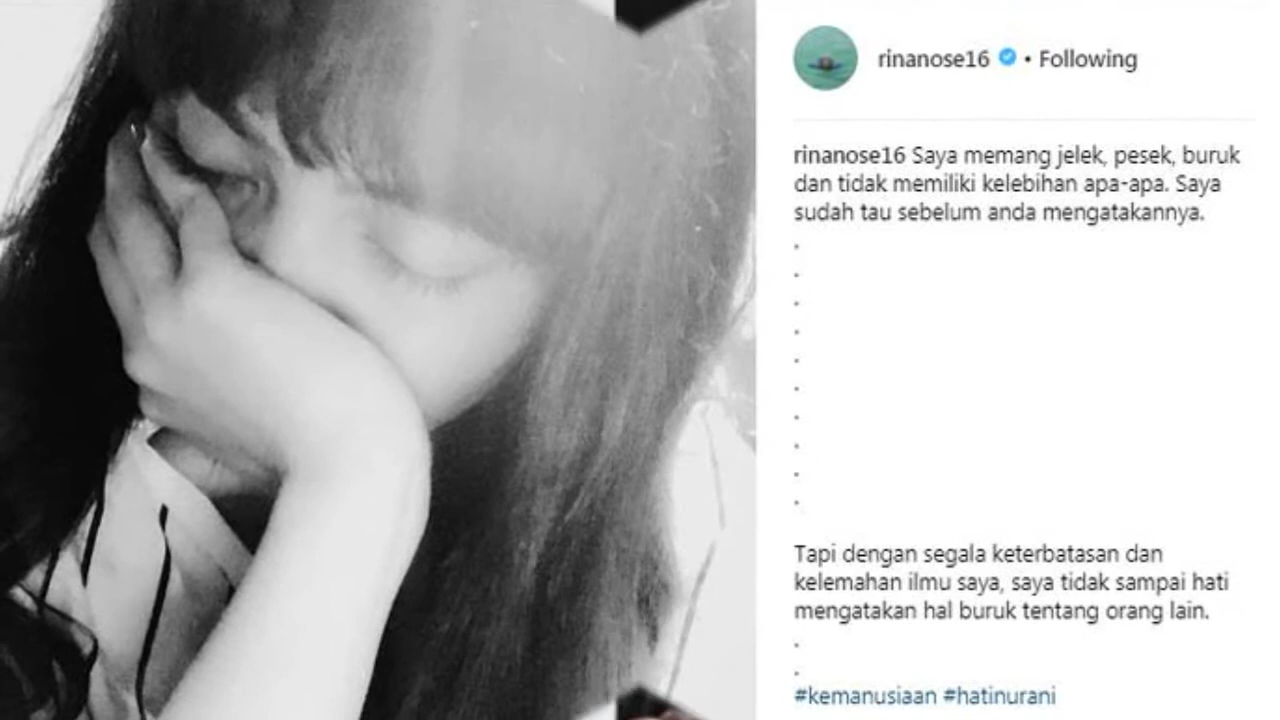 rinanose16 • Following
rinanose16 Saya memang jelek, pesek, buruk
dan tidak memiliki kelebihan apa-apa. Saya
sudah tau sebelum anda mengatakannya.
.
.
.
.
.
.
.
.
.
.
Tapi dengan segala keterbatasan dan
kelemahan ilmu saya, saya tidak sampai hati
mengatakan hal buruk tentang orang lain.
.
.
#kemanusiaan #hatinurani